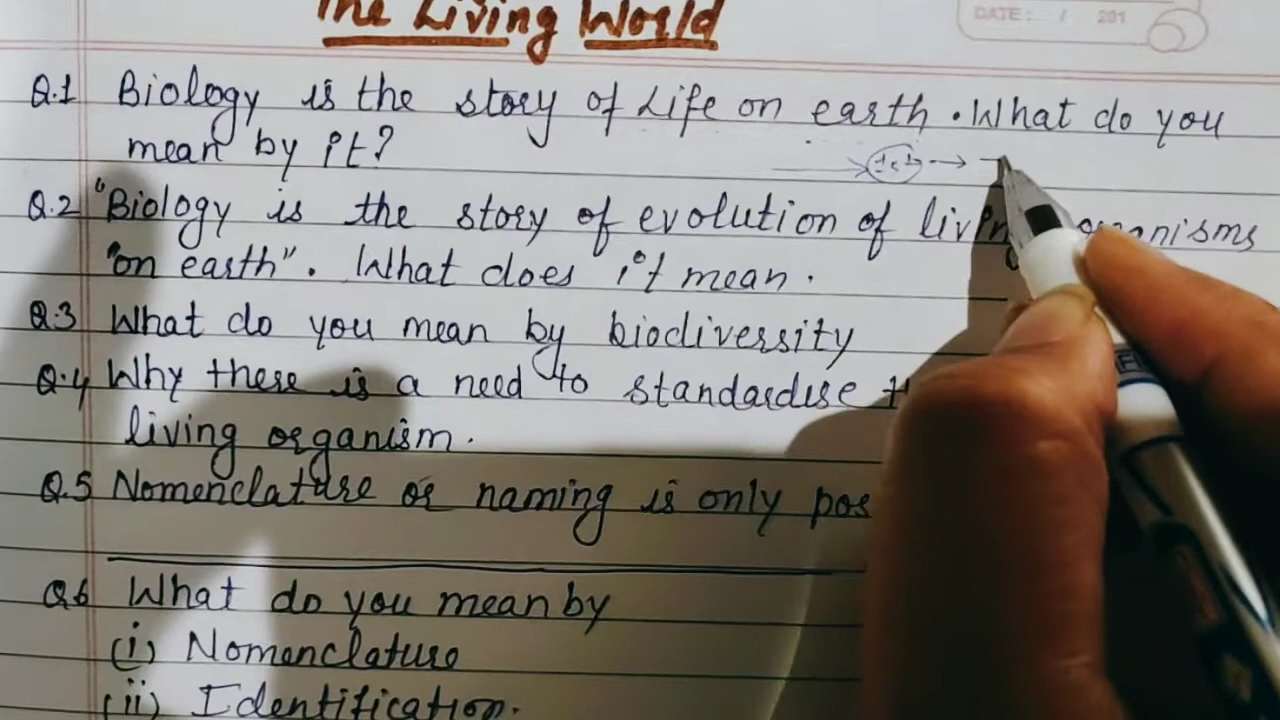 The Living World
DATE: / 201
Q.1 Biology is the story of Life on earth. What do you
mean by it?
Q.2 "Biology is the story of evolution of living organisms
"on earth". What does it mean.
Q.3 What do you mean by biodiversity
Q.4 Why there is a need to standardise
living organism.
Q.5 Nomenclature or naming is only pos
Q6 What do you mean by
(i) Nomenclature
(ii) Identification.